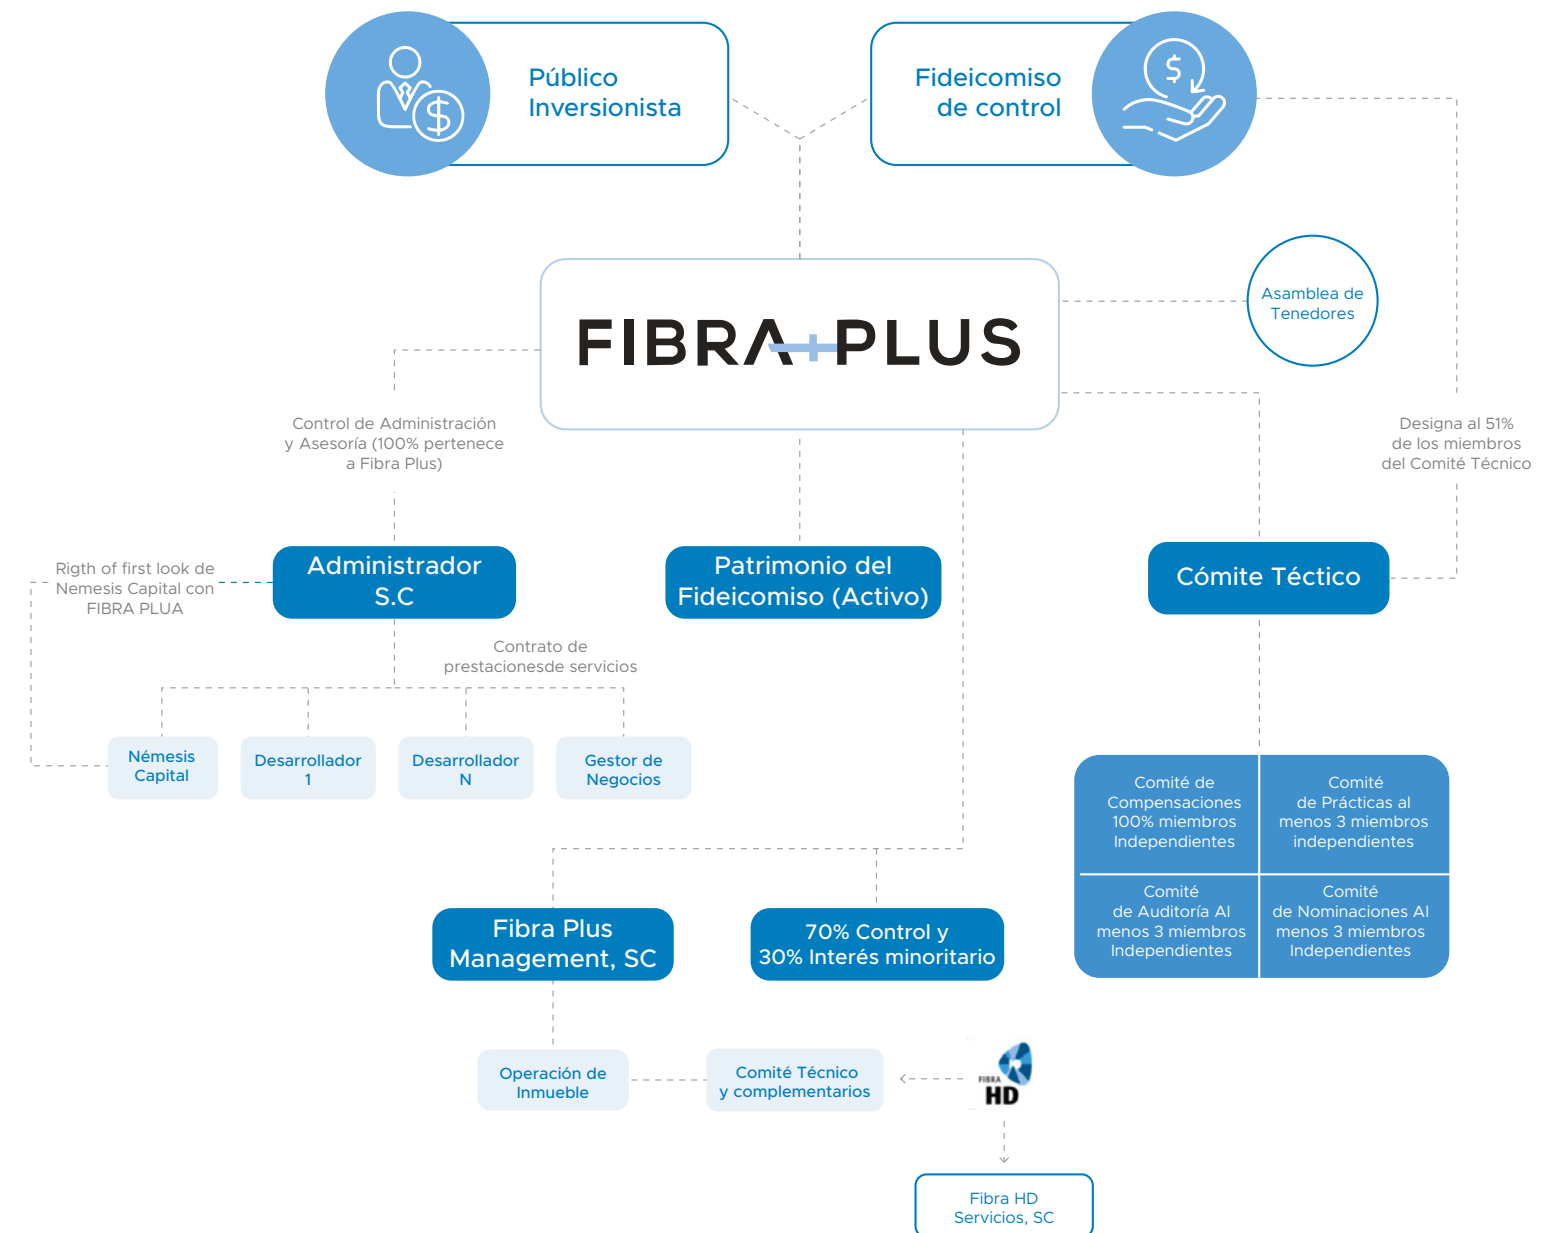 Público
Inversionista
Fideicomiso
de control
$
$
FIBRA+PLUS
Asamblea de
Tenedores
Control de Administración
y Asesoría (100% pertenece
a Fibra Plus)
Designa al 51%
de los miembros
del Comité Técnico
Rigth of first look de
Nemesis Capital con
FIBRA PLUA
Administrador
S.C
Patrimonio del
Fideicomiso (Activo)
Cómite Téctico
Contrato de
prestacionesde servicios
Némesis
Capital
Desarrollador
1
Desarrollador
N
Gestor de
Negocios
Comité de
Compensaciones
100% miembros
Independientes
Comité
de Prácticas al
menos 3 miembros
independientes
Comité
de Auditoría Al
menos 3 miembros
Independientes
Comité
de Nominaciones Al
menos 3 miembros
Independientes
Fibra Plus
Management, SC
70% Control y
30% Interés minoritario
Operación de
Inmueble
Comité Técnico
y complementarios
FIBRA
HD
Fibra HD
Servicios, SC